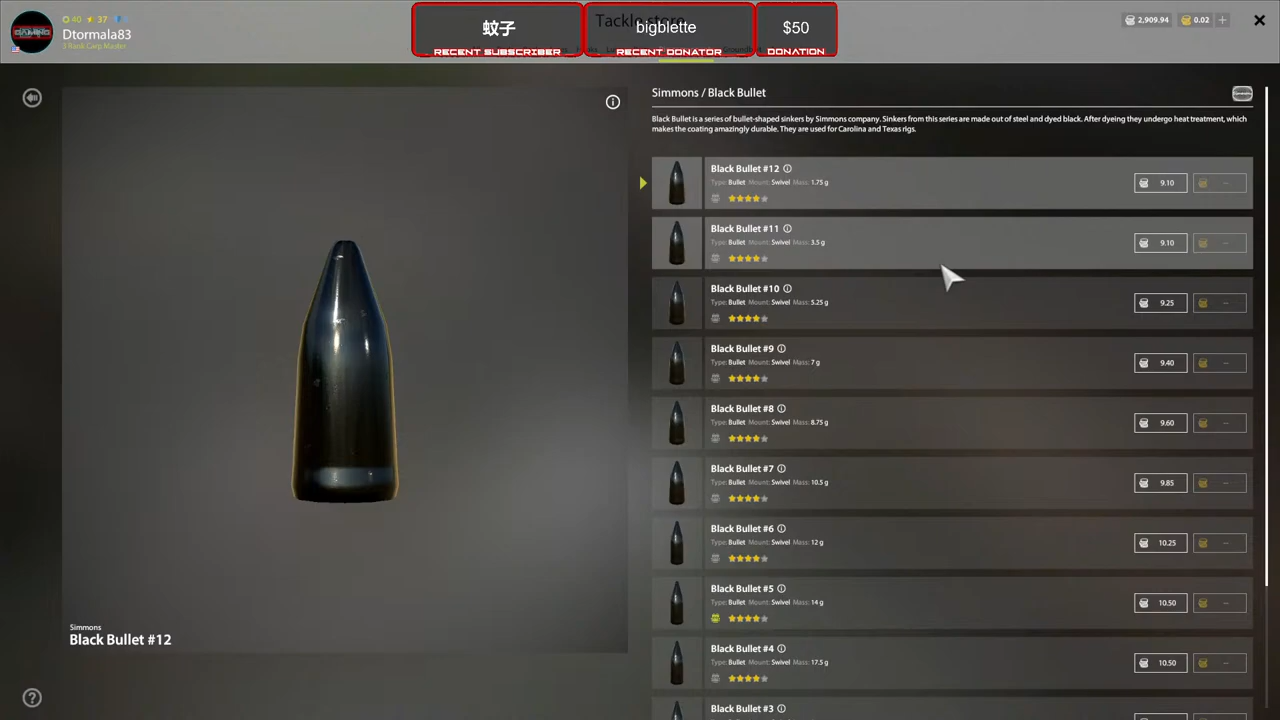 40 37
Dtormala83
3 Rank Carp Master
蚊子
RECENT SUBSCRIBER
bigblette
RECENT DONATOR
$50
DONATION
2,909.94
0.02
Simmons / Black Bullet
Black Bullet is a series of bullet-shaped sinkers by Simmons company. Sinkers from this series are made out of steel and dyed black. After dyeing they undergo heat treatment, which
makes the coating amazingly durable. They are used for Carolina and Texas rigs.
Black Bullet #12
Type: Bullet Mount: Swivel Mass: 1.75 g
9.10 --
Black Bullet #11
Type: Bullet Mount: Swivel Mass: 3.5 g
9.10 --
Black Bullet #10
Type: Bullet Mount: Swivel Mass: 5.25 g
9.25 --
Black Bullet #9
Type: Bullet Mount: Swivel Mass: 7 g
9.40 --
Black Bullet #8
Type: Bullet Mount: Swivel Mass: 8.75 g
9.60 --
Black Bullet #7
Type: Bullet Mount: Swivel Mass: 10.5 g
9.85 --
Black Bullet #6
Type: Bullet Mount: Swivel Mass: 12 g
10.25 --
Black Bullet #5
Type: Bullet Mount: Swivel Mass: 14 g
10.50 --
Black Bullet #4
Type: Bullet Mount: Swivel Mass: 17.5 g
10.50 --
Black Bullet #3
Simmons
Black Bullet #12